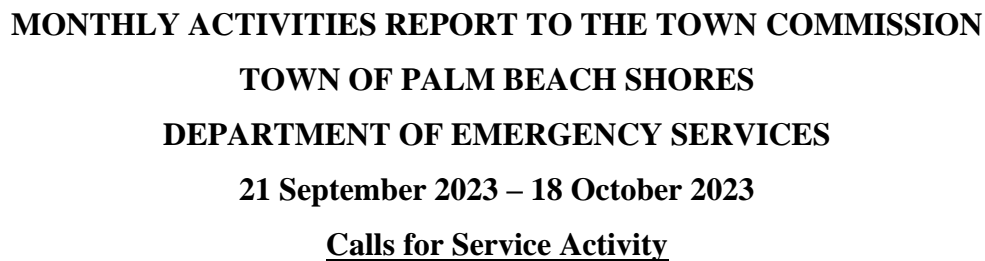 MONTHLY ACTIVITIES REPORT TO THE TOWN COMMISSION
TOWN OF PALM BEACH SHORES
DEPARTMENT OF EMERGENCY SERVICES
21 September 2023 – 18 October 2023
Calls for Service Activity